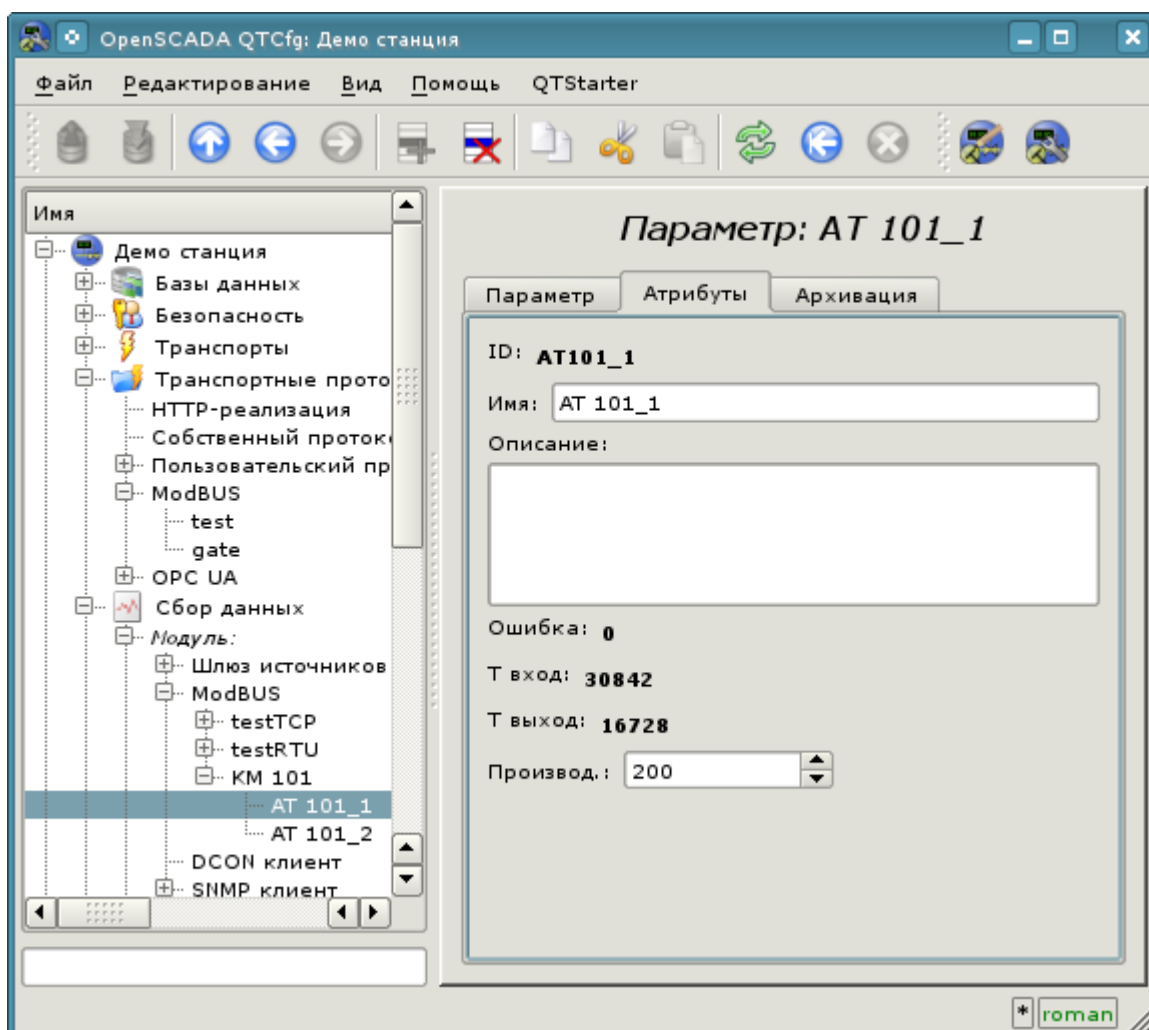 OpenSCADA QTCfg: Демо станция
Файл Редактирование Вид Помощь QTStarter
Имя
Демо станция
Базы данных
Безопасность
Транспорты
Транспортные прото
HTTP-реализация
Собственный проток
Пользовательский пр
ModBUS
test
gate
OPC UA
Сбор данных
Модуль:
Шлюз источников
ModBUS
testTCP
testRTU
КМ 101
AT 101_1
AT 101_2
DCON клиент
SNMP клиент
Параметр: AT 101_1
Параметр Атрибуты Архивация
ID: AT101_1
Имя: AT 101_1
Описание:
Ошибка: 0
Т вход: 30842
Т выход: 16728
Производ.: 200
* roman